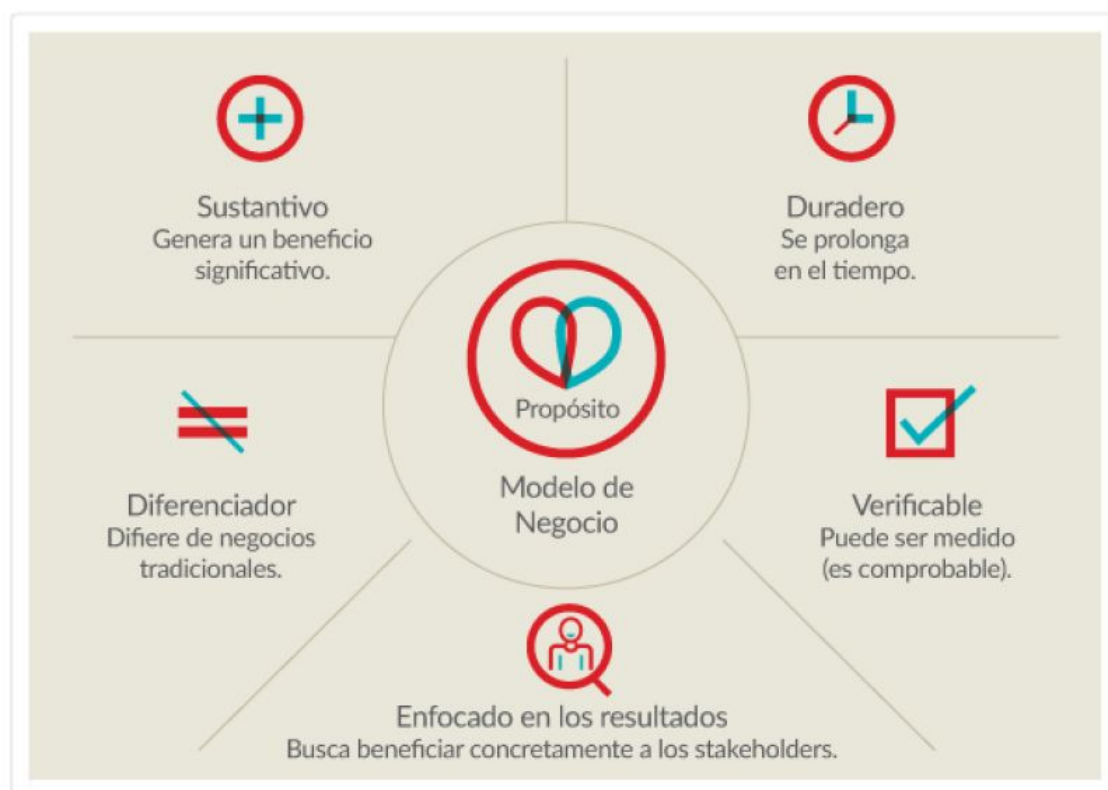 Sustantivo
Genera un beneficio
significativo.
Duradero
Se prolonga
en el tiempo.
Propósito
Modelo de
Negocio
Diferenciador
Difiere de negocios
tradicionales.
Verificable
Puede ser medido
(es comprobable).
Enfocado en los resultados
Busca beneficiar concretamente a los stakeholders.